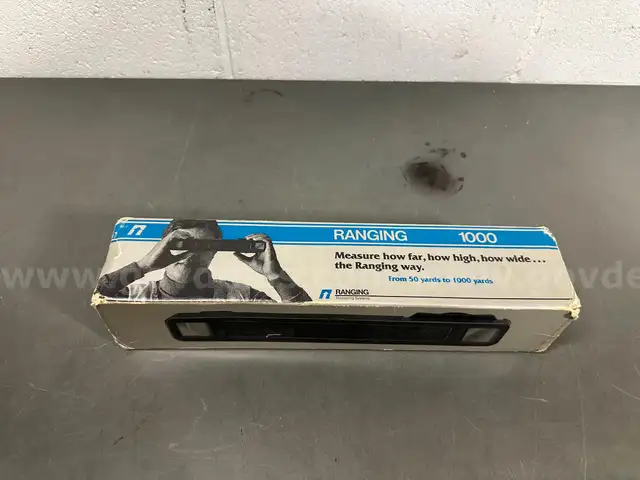 RANGING 1000
Measure how far, how high, how wide...
the Ranging way.
From 50 yards to 1000 yards
RANGING